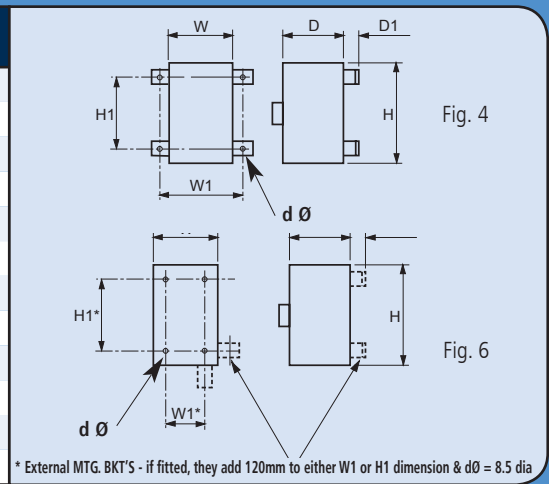 W D D1
H1 H Fig. 4
W1
d Ø
H1* H Fig. 6
W1*
d Ø
* External MTG. BKT'S - if fitted, they add 120mm to either W1 or H1 dimension & dØ = 8.5 dia